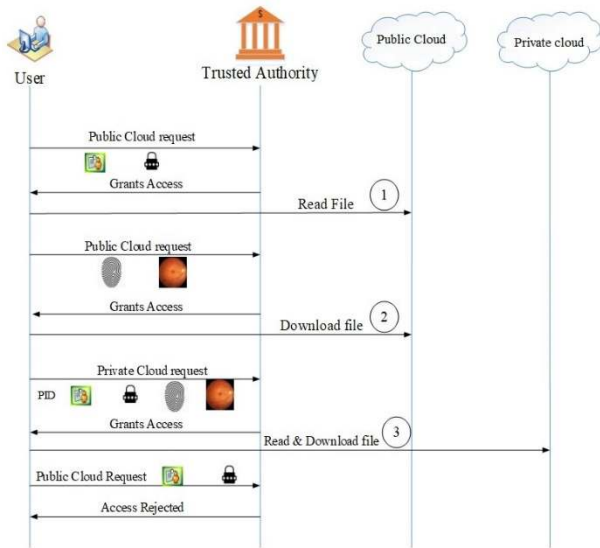 Public Cloud
Private cloud
User
Trusted Authority
$
Public Cloud request
Grants Access
Read File
1
Public Cloud request
Grants Access
Download file
2
Private Cloud request
PID
Grants Access
Read & Download file
3
Public Cloud Request
Access Rejected